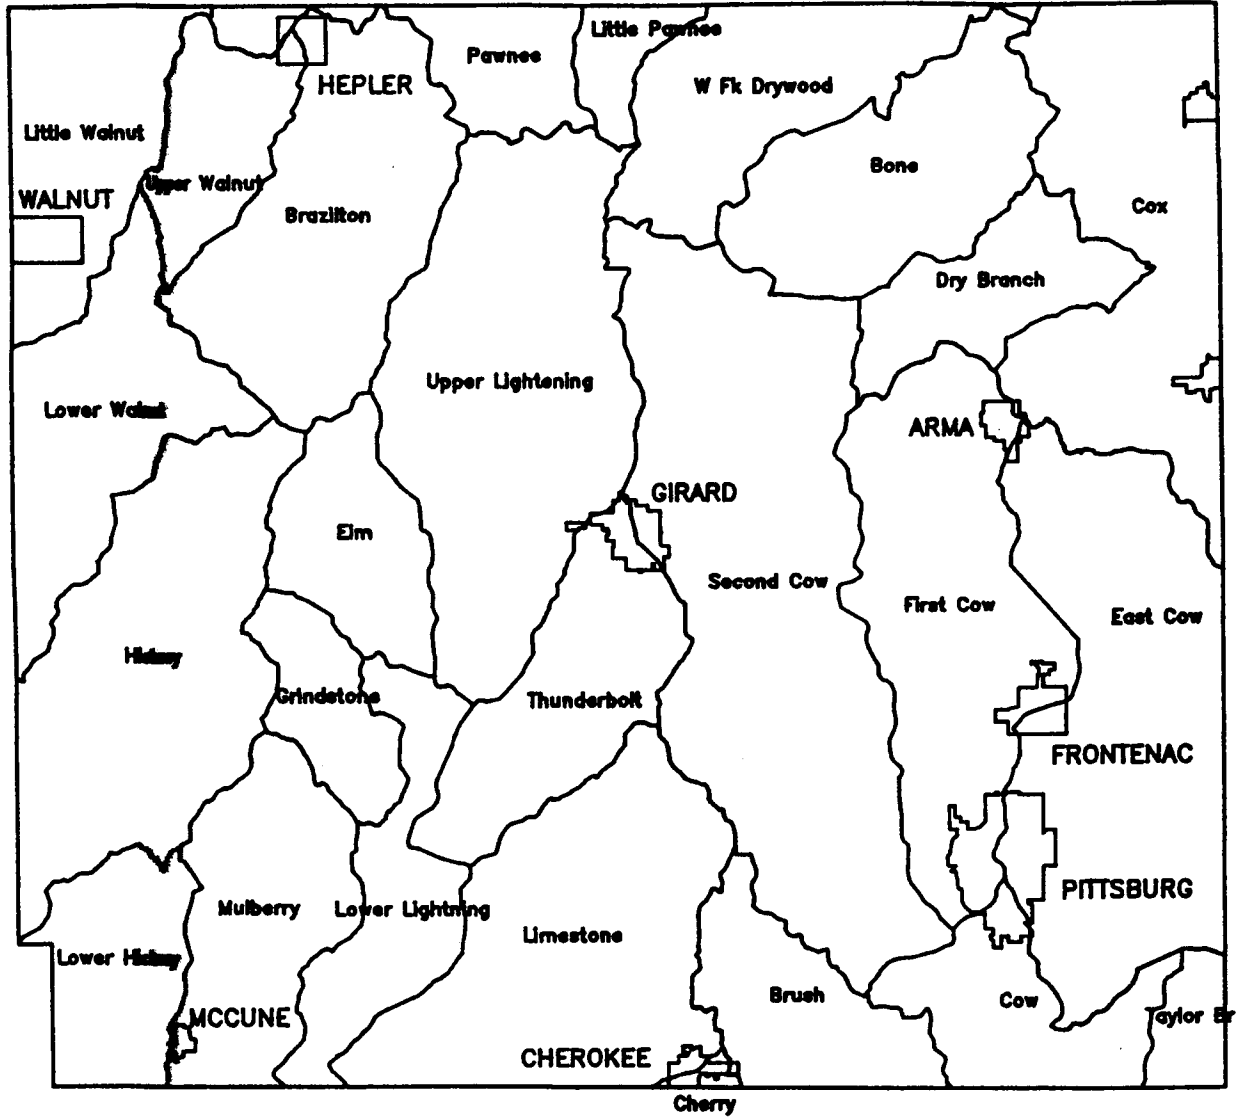 Little Pawnee
Pawnee
HEPLER
W Fk Drywood
Little Walnut
Bone
Upper Walnut
WALNUT
Brazilton
Cox
Dry Branch
Upper Lightening
Lower Walnut
ARMA
GIRARD
Elm
Second Cow
First Cow
East Cow
Hickory
Grindstone
Thunderbolt
FRONTENAC
PITTSBURG
Mulberry
Lower Lightning
Limestone
Lower Hickory
Brush
Cow
MCCUNE
Taylor Br
CHEROKEE
Cherry